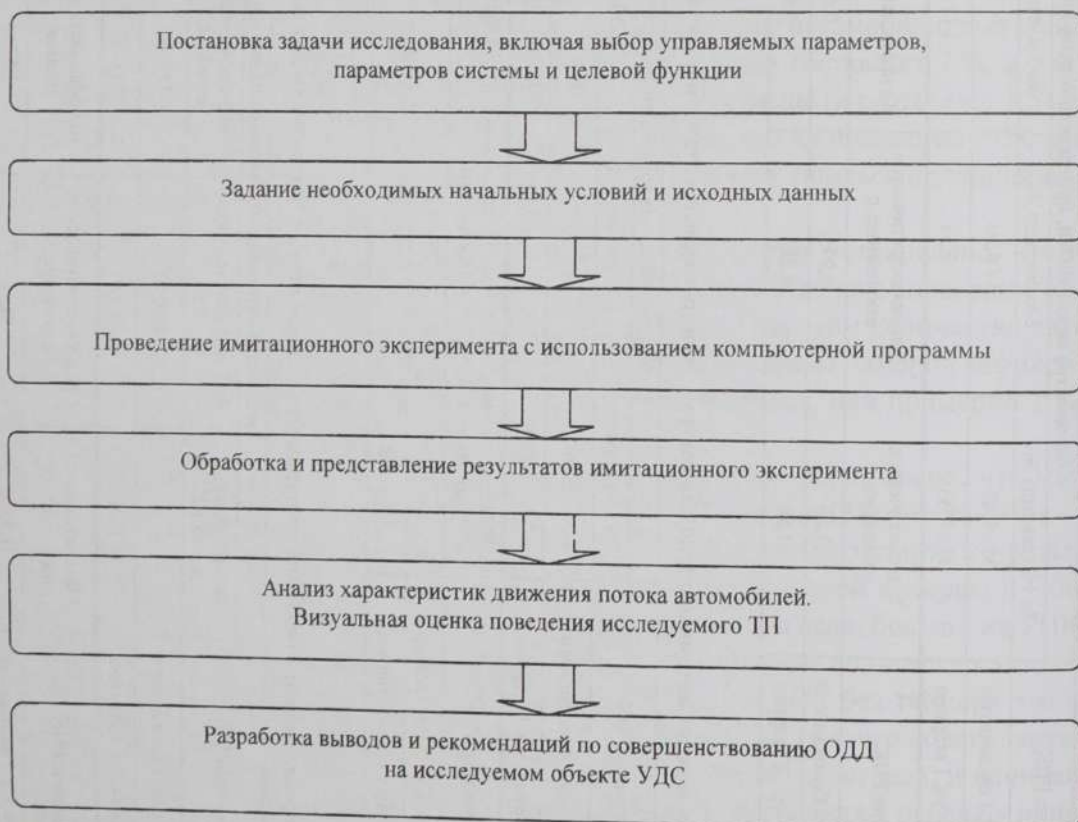 Постановка задачи исследования, включая выбор управляемых параметров,
параметров системы и целевой функции
Задание необходимых начальных условий и исходных данных
Проведение имитационного эксперимента с использованием компьютерной программы
Обработка и представление результатов имитационного эксперимента
Анализ характеристик движения потока автомобилей.
Визуальная оценка поведения исследуемого ТП
Разработка выводов и рекомендаций по совершенствованию ОДД
на исследуемом объекте УДС